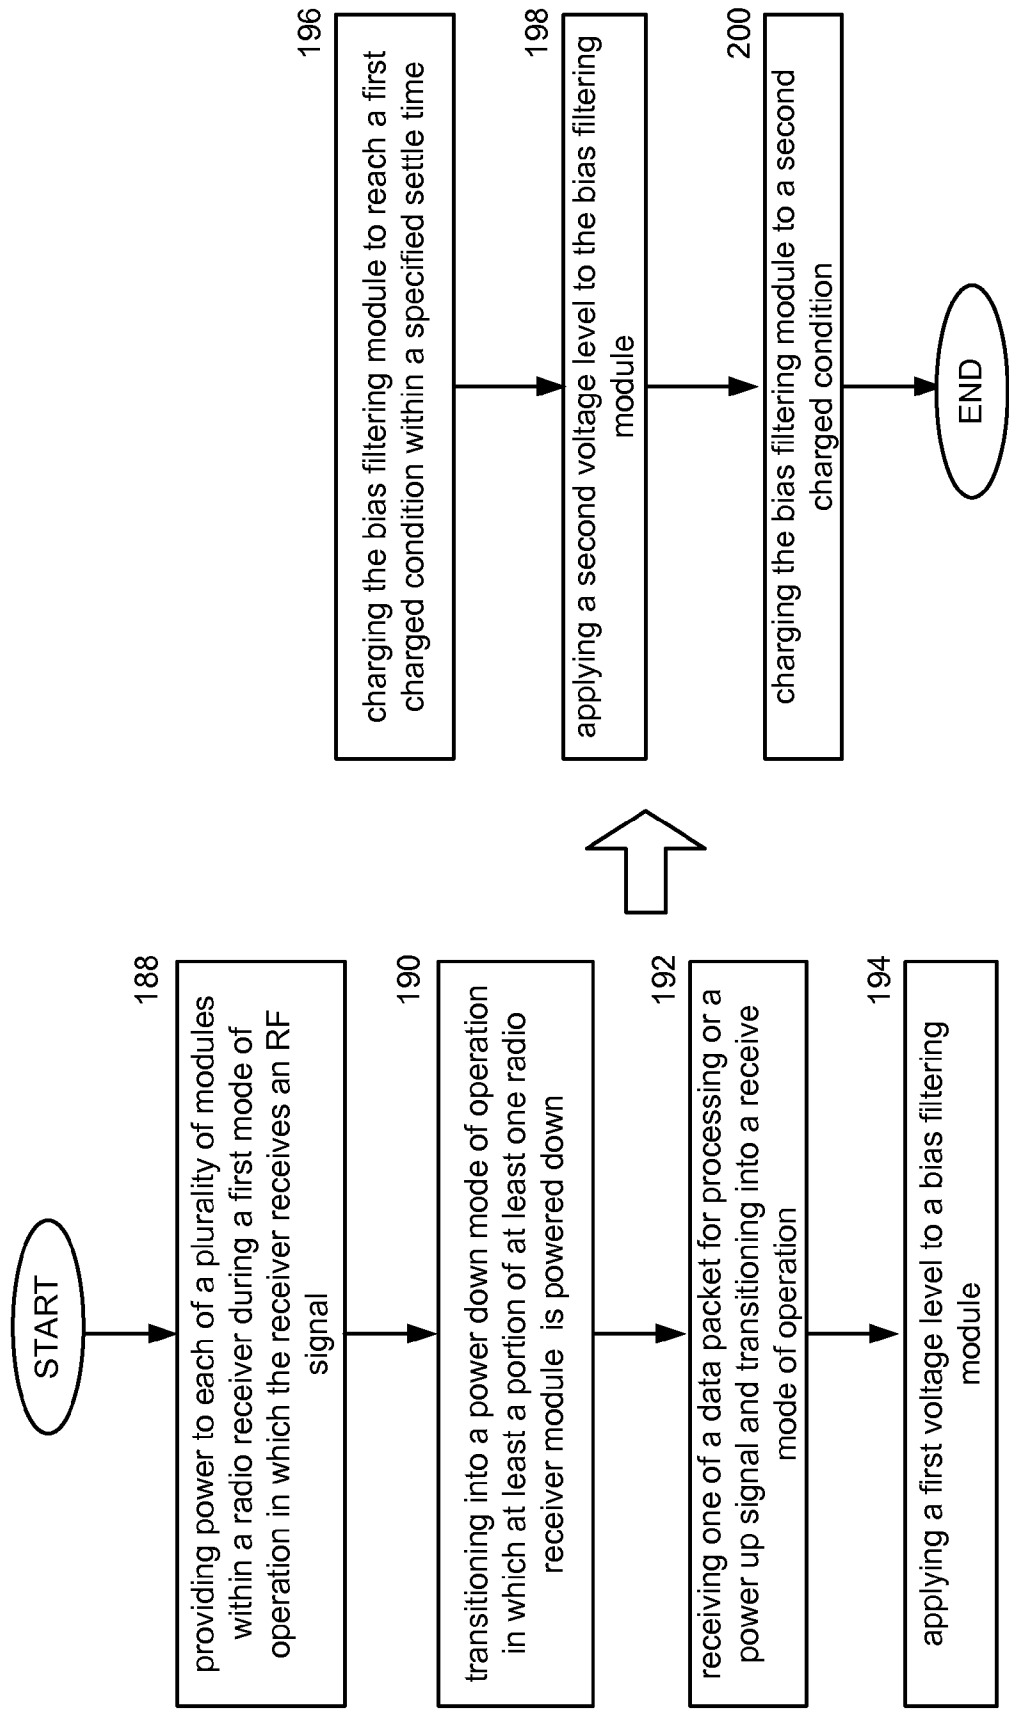 START
188
providing power to each of a plurality of modules
within a radio receiver during a first mode of
operation in which the receiver receives an RF
signal
190
transitioning into a power down mode of operation
in which at least a portion of at least one radio
receiver module is powered down
192
receiving one of a data packet for processing or a
power up signal and transitioning into a receive
mode of operation
194
applying a first voltage level to a bias filtering
module
196
charging the bias filtering module to reach a first
charged condition within a specified settle time
198
applying a second voltage level to the bias filtering
module
200
charging the bias filtering module to a second
charged condition
END